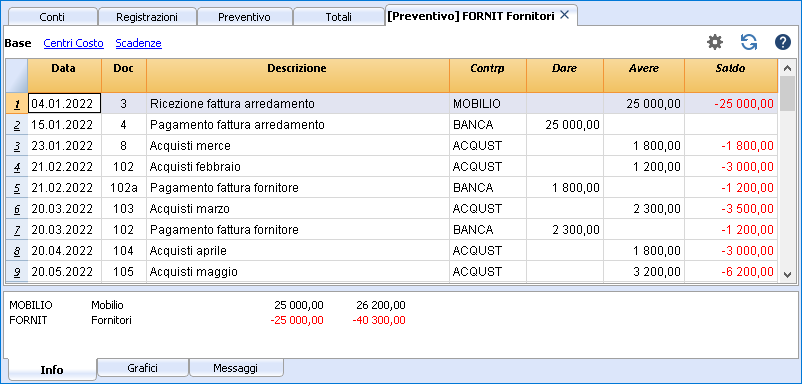 Conti Registrazioni Preventivo Totali [Preventivo] FORNIT Fornitori
Base Centri Costo Scadenze
Data Doc Descrizione Contrp Dare Avere Saldo
1 04.01.2022 3 Ricezione fattura arredamento MOBILIO 25 000,00 -25 000,00
2 15.01.2022 4 Pagamento fattura arredamento BANCA 25 000,00
3 23.01.2022 8 Acquisti merce ACQUST 1 800,00 -1 800,00
4 21.02.2022 102 Acquisti febbraio ACQUST 1 200,00 -3 000,00
5 21.02.2022 102a Pagamento fattura fornitore BANCA 1 800,00 -1 200,00
6 20.03.2022 103 Acquisti marzo ACQUST 2 300,00 -3 500,00
7 20.03.2022 102 Pagamento fattura fornitore BANCA 2 300,00 -1 200,00
8 20.04.2022 104 Acquisti aprile ACQUST 1 800,00 -3 000,00
9 20.05.2022 105 Acquisti maggio ACQUST 3 200,00 -6 200,00
MOBILIO Mobilio 25 000,00 26 200,00
FORNIT Fornitori -25 000,00 -40 300,00
Info Grafici Messaggi